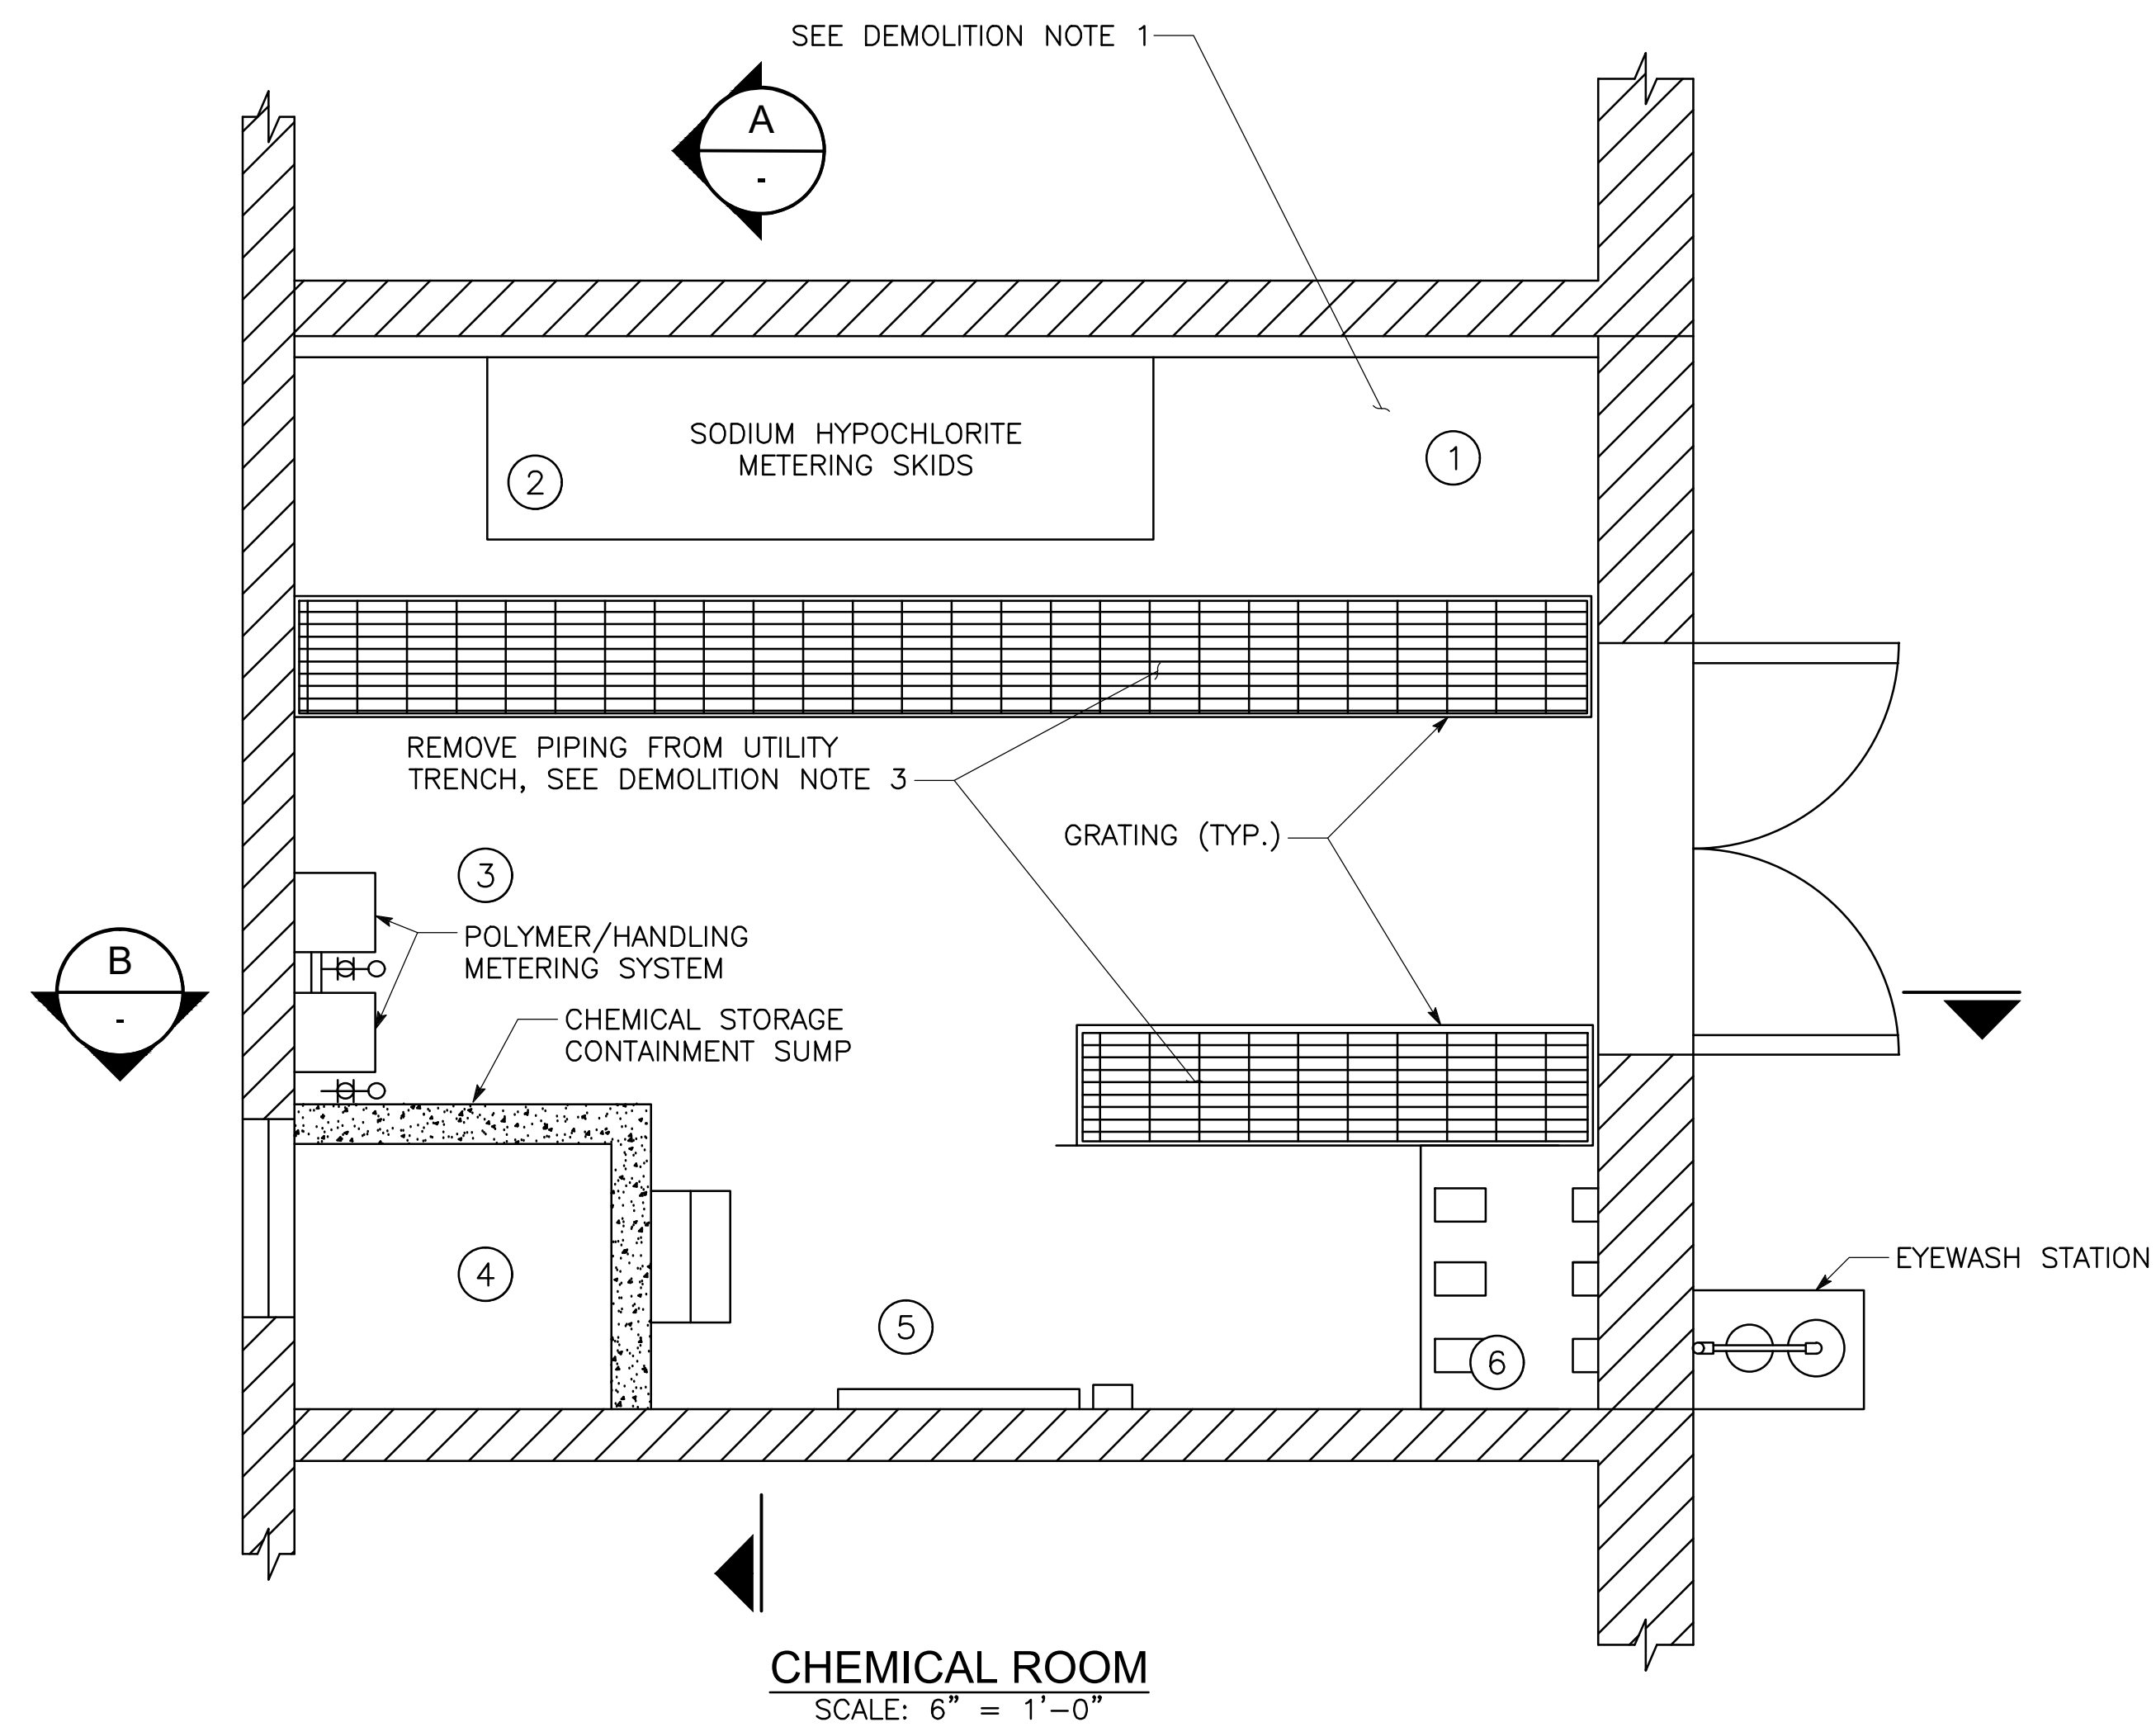 SEE DEMOLITION NOTE 1
A
-
SODIUM HYPOCHLORITE
METERING SKIDS
1
2
REMOVE PIPING FROM UTILITY
TRENCH, SEE DEMOLITION NOTE 3
GRATING (TYP.)
3
POLYMER/HANDLING
METERING SYSTEM
B
-
CHEMICAL STORAGE
CONTAINMENT SUMP
EYEWASH STATION
4
5
6
CHEMICAL ROOM
SCALE: 6" = 1'-0"